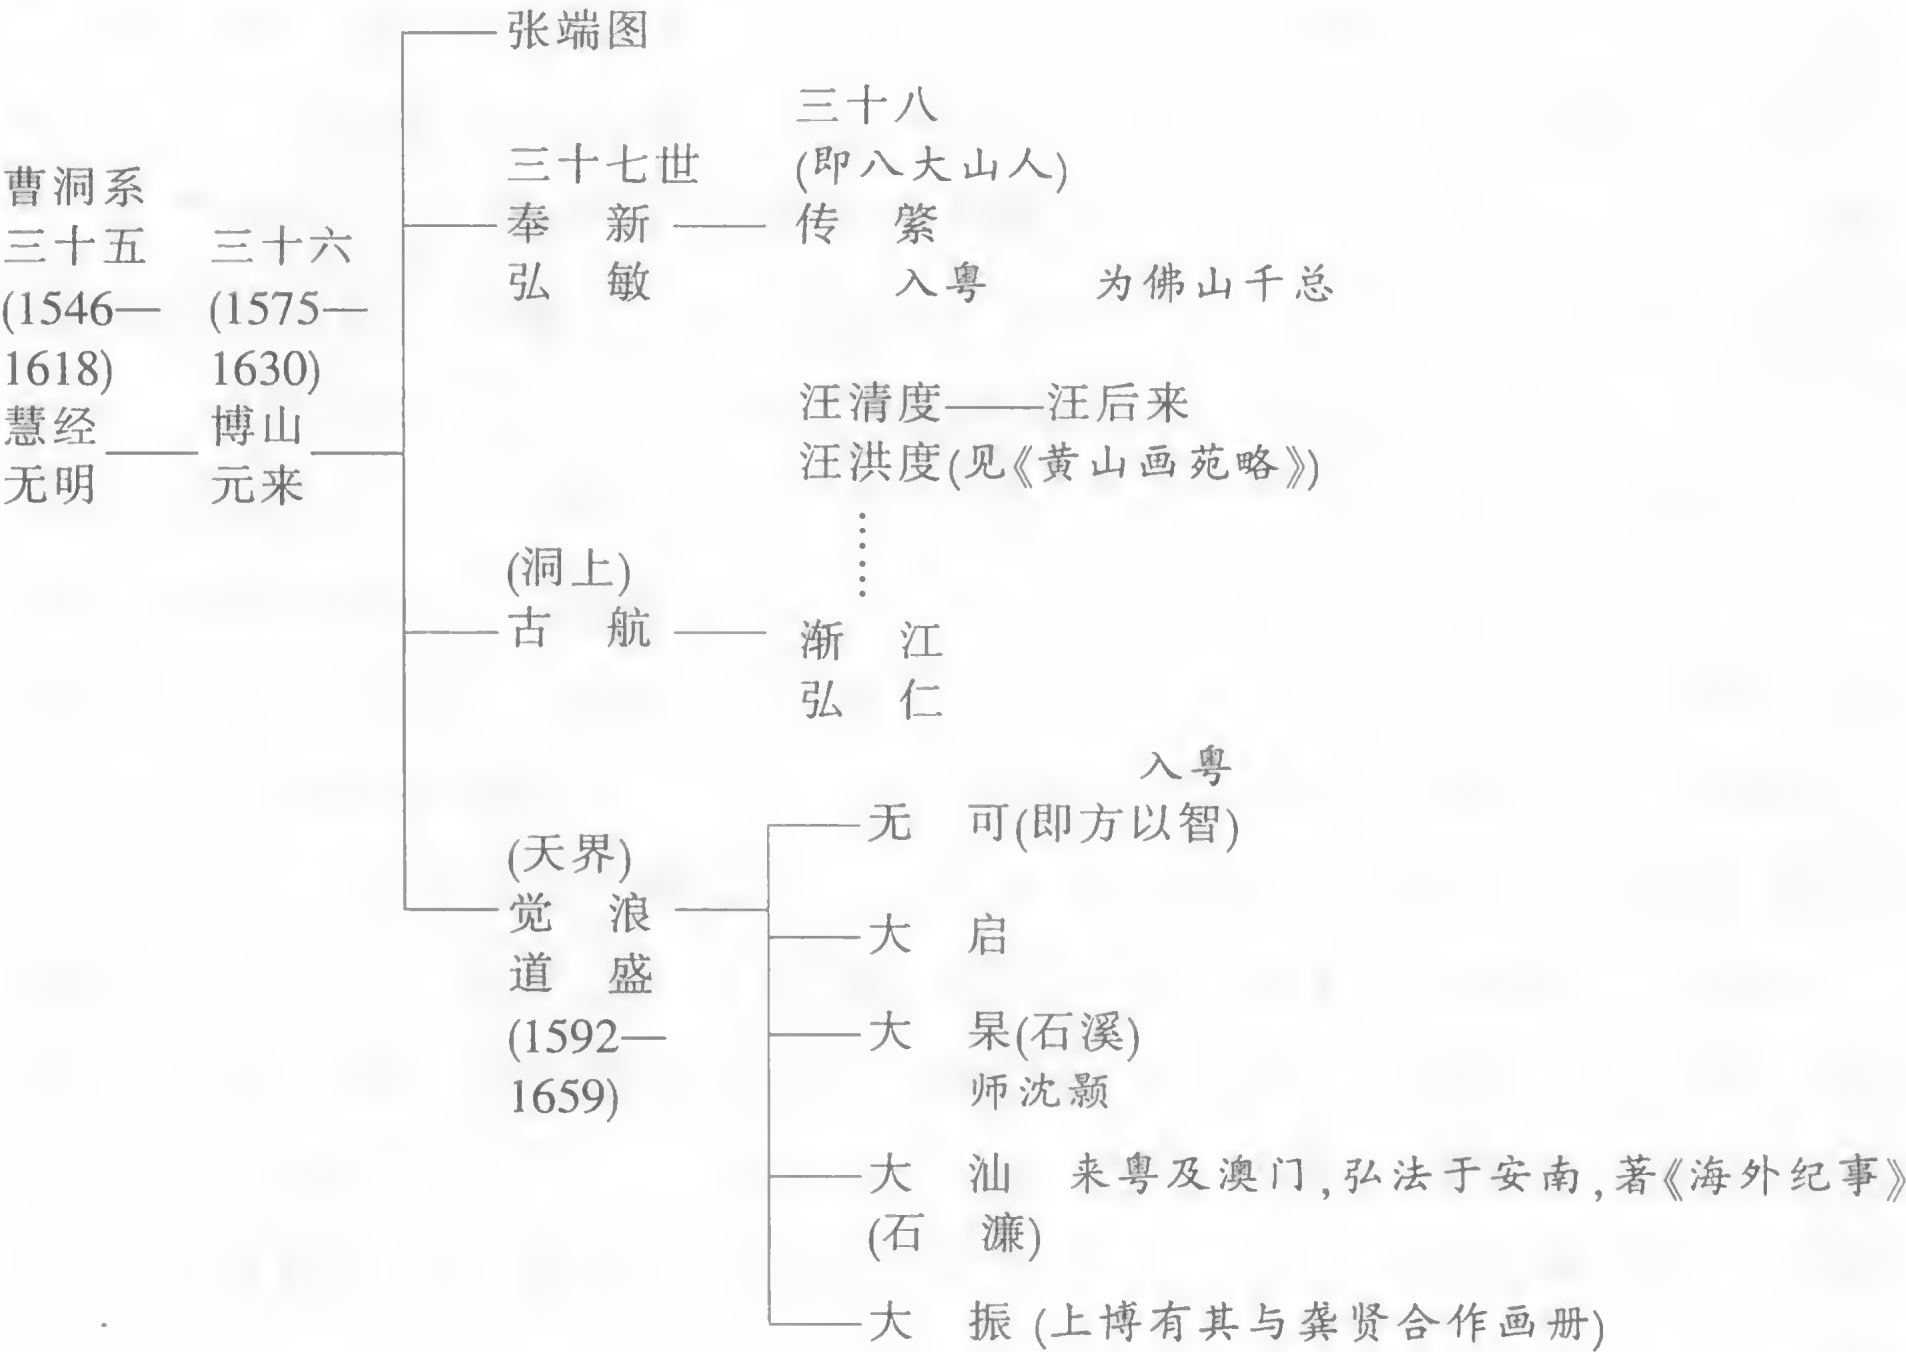 张端图
三十八
(即八大山人)
三十七世
奉 新
传 綮
弘 敏
入粤 为佛山千总
曹洞系
三十五 三十六
(1546— (1575—
1618) 1630)
慧经 博山
无明 元来
汪清度——汪后来
汪洪度(见《黄山画苑略》)
……
(洞上)
古 航
渐 江
弘 仁
入粤
无 可(即方以智)
(天界)
觉 浪
道 盛
(1592—
1659)
大 启
大 杲(石溪)
师沈颢
大 汕 来粤及澳门,弘法于安南,著《海外纪事》
(石 濂)
大 振 (上博有其与龚贤合作画册)